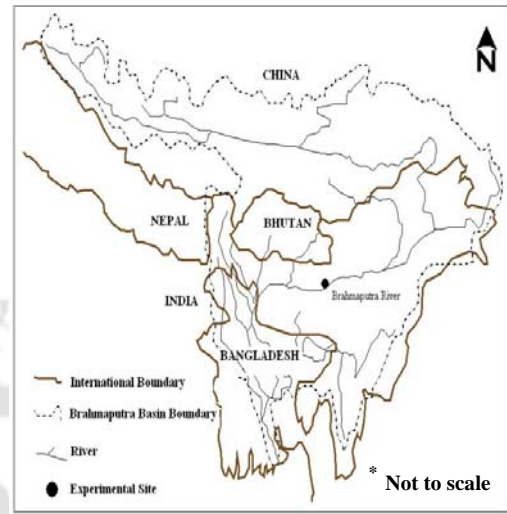 CHINA
N
NEPAL
BHUTAN
INDIA
Brahmaputra River
BANGLADESH
International Boundary
Brahmaputra Basin Boundary
River
Experimental Site
* Not to scale